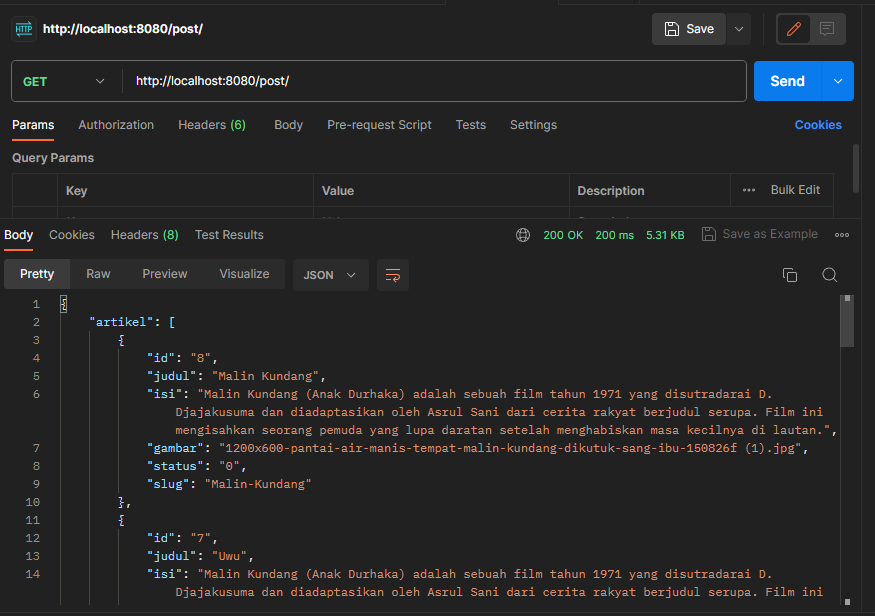 HTTP http://localhost:8080/post/ Save
GET http://localhost:8080/post/ Send
Params Authorization Headers (6) Body Pre-request Script Tests Settings Cookies
Query Params
Key Value Description Bulk Edit
Body Cookies Headers (8) Test Results 200 OK 200 ms 5.31 KB Save as Example
Pretty Raw Preview Visualize JSON
1 {
2 "artikel": [
3 {
4 "id": "8",
5 "judul": "Malin Kundang",
6 "isi": "Malin Kundang (Anak Durhaka) adalah sebuah film tahun 1971 yang disutradarai D.
Djajakusuma dan diadaptasikan oleh Asrul Sani dari cerita rakyat berjudul serupa. Film ini
mengisahkan seorang pemuda yang lupa daratan setelah menghabiskan masa kecilnya di lautan.",
7 "gambar": "1200x600-pantai-air-manis-tempat-malin-kundang-dikutuk-sang-ibu-150826f (1).jpg",
8 "status": "0",
9 "slug": "Malin-Kundang"
10 },
11 {
12 "id": "7",
13 "judul": "Uwu",
14 "isi": "Malin Kundang (Anak Durhaka) adalah sebuah film tahun 1971 yang disutradarai D.
Djajakusuma dan diadaptasikan oleh Asrul Sani dari cerita rakyat berjudul serupa. Film ini